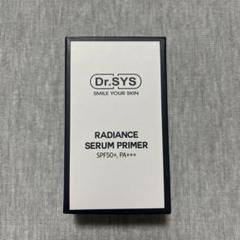 Dr.SYS
SMILE YOUR SKIN
RADIANCE
SERUM PRIMER
SPF50+, PA+++